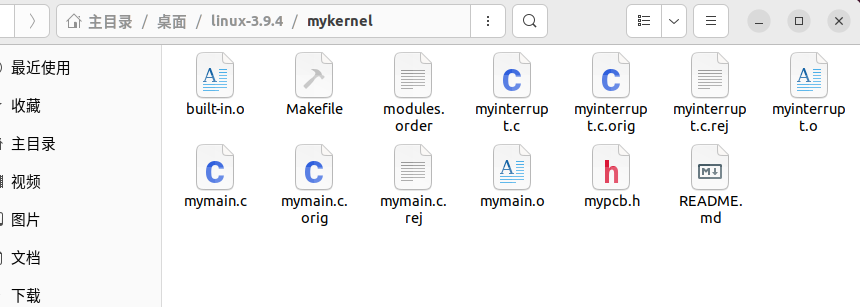 主目录 / 桌面 / linux-3.9.4 / mykernel
最近使用
收藏
主目录
视频
图片
文档
下载
built-in.o
Makefile
modules.
order
myinterrup
t.c
myinterrup
t.c.orig
myinterrup
t.c.rej
myinterrup
t.o
mymain.c
mymain.c.
orig
mymain.c.
rej
mymain.o
mypcb.h
README.
md